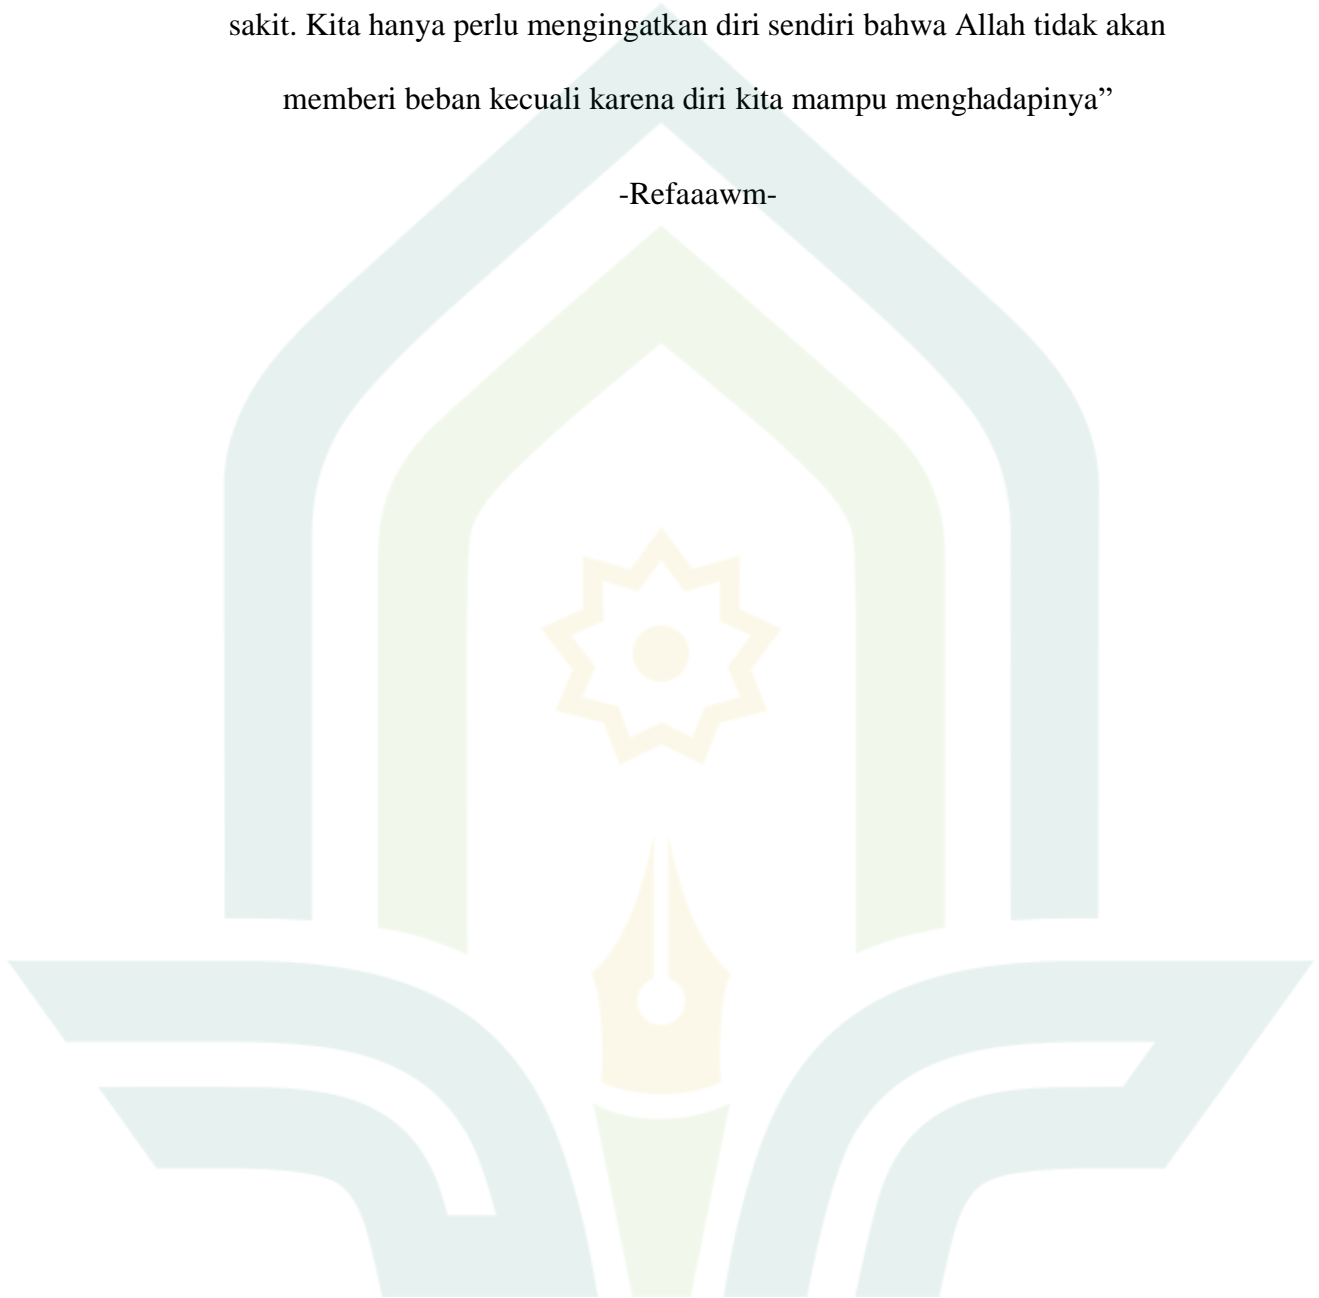 sakit. Kita hanya perlu mengingatkan diri sendiri bahwa Allah tidak akan
memberi beban kecuali karena diri kita mampu menghadapinya”
-Refaaawm-